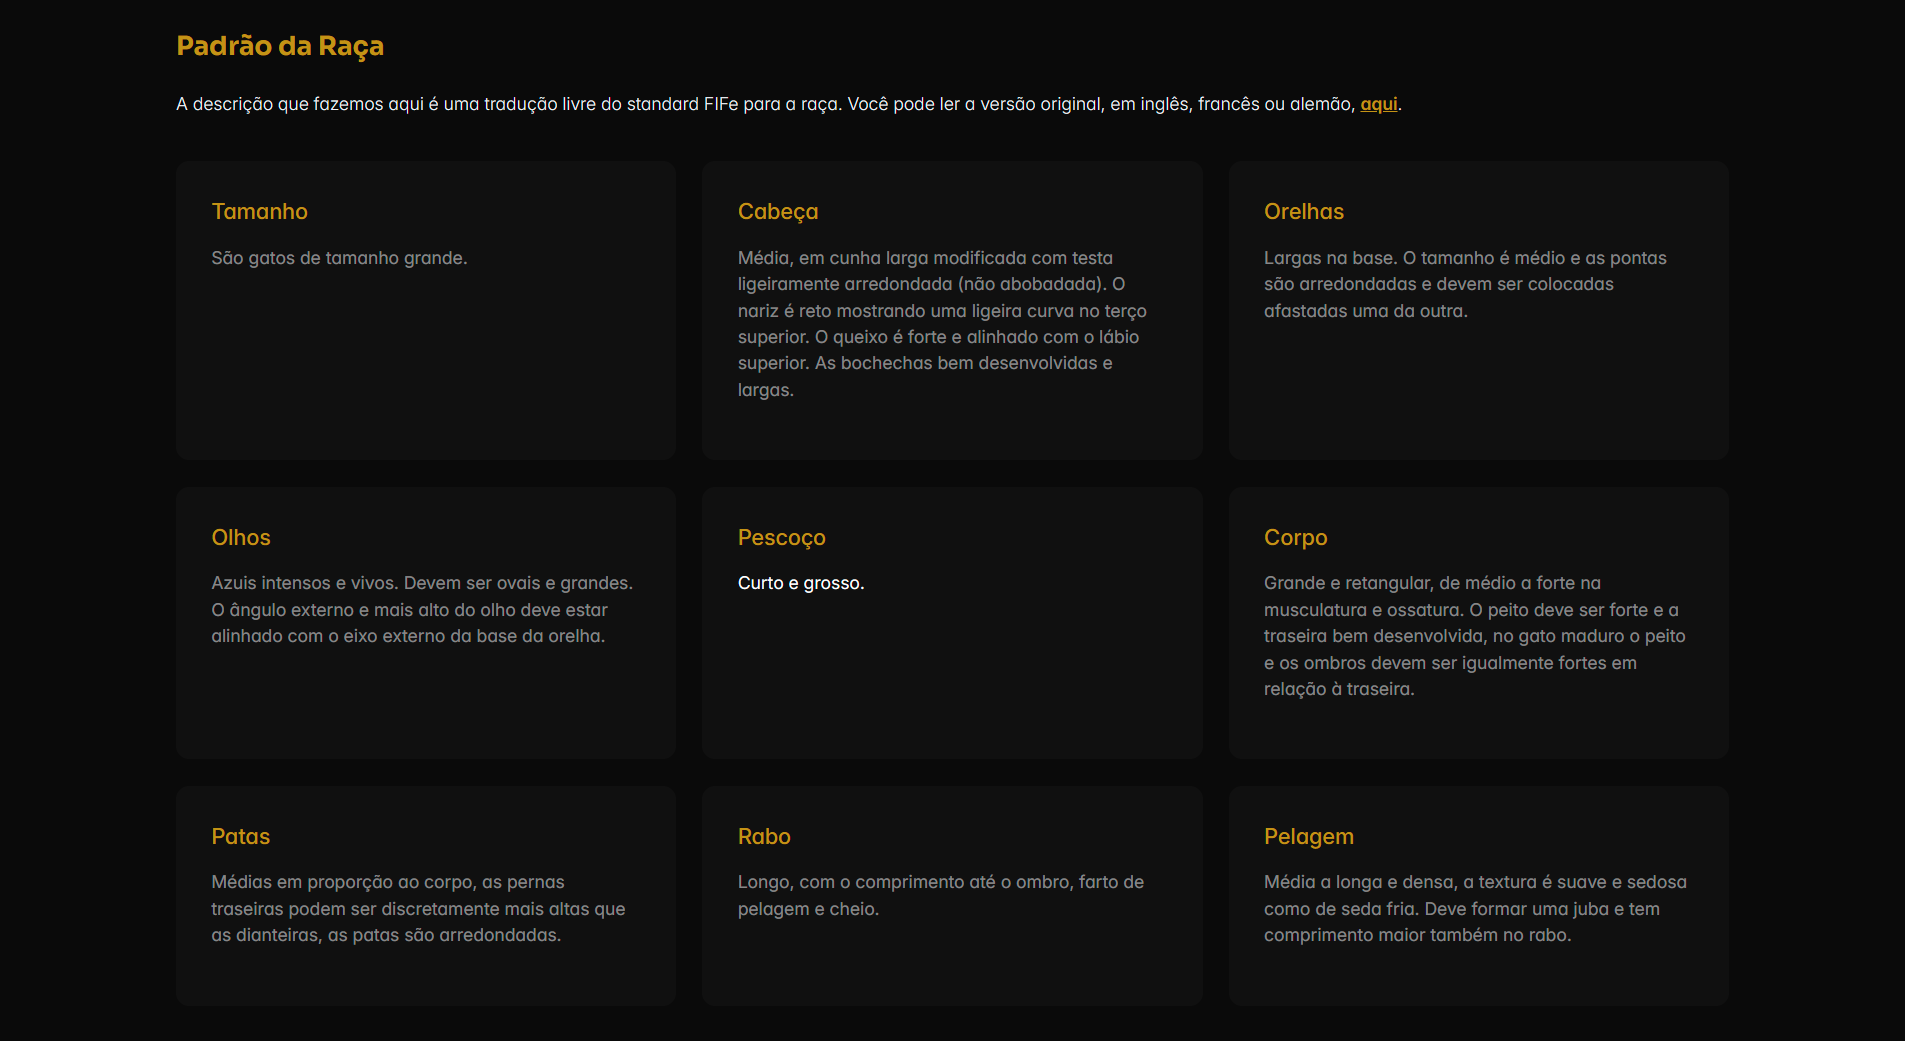 Padrão da Raça
A descrição que fazemos aqui é uma tradução livre do standard FIFe para a raça. Você pode ler a versão original, em inglês, francês ou alemão, aqui.
Tamanho
São gatos de tamanho grande.
Cabeça
Média, em cunha larga modificada com testa
ligeiramente arredondada (não abobadada). O
nariz é reto mostrando uma ligeira curva no terço
superior. O queixo é forte e alinhado com o lábio
superior. As bochechas bem desenvolvidas e
largas.
Orelhas
Largas na base. O tamanho é médio e as pontas
são arredondadas e devem ser colocadas
afastadas uma da outra.
Olhos
Azuis intensos e vivos. Devem ser ovais e grandes.
O ângulo externo e mais alto do olho deve estar
alinhado com o eixo externo da base da orelha.
Pescoço
Curto e grosso.
Corpo
Grande e retangular, de médio a forte na
musculatura e ossatura. O peito deve ser forte e a
traseira bem desenvolvida, no gato maduro o peito
e os ombros devem ser igualmente fortes em
relação à traseira.
Patas
Médias em proporção ao corpo, as pernas
traseiras podem ser discretamente mais altas que
as dianteiras, as patas são arredondadas.
Rabo
Longo, com o comprimento até o ombro, farto de
pelagem e cheio.
Pelagem
Média a longa e densa, a textura é suave e sedosa
como de seda fria. Deve formar uma juba e tem
comprimento maior também no rabo.